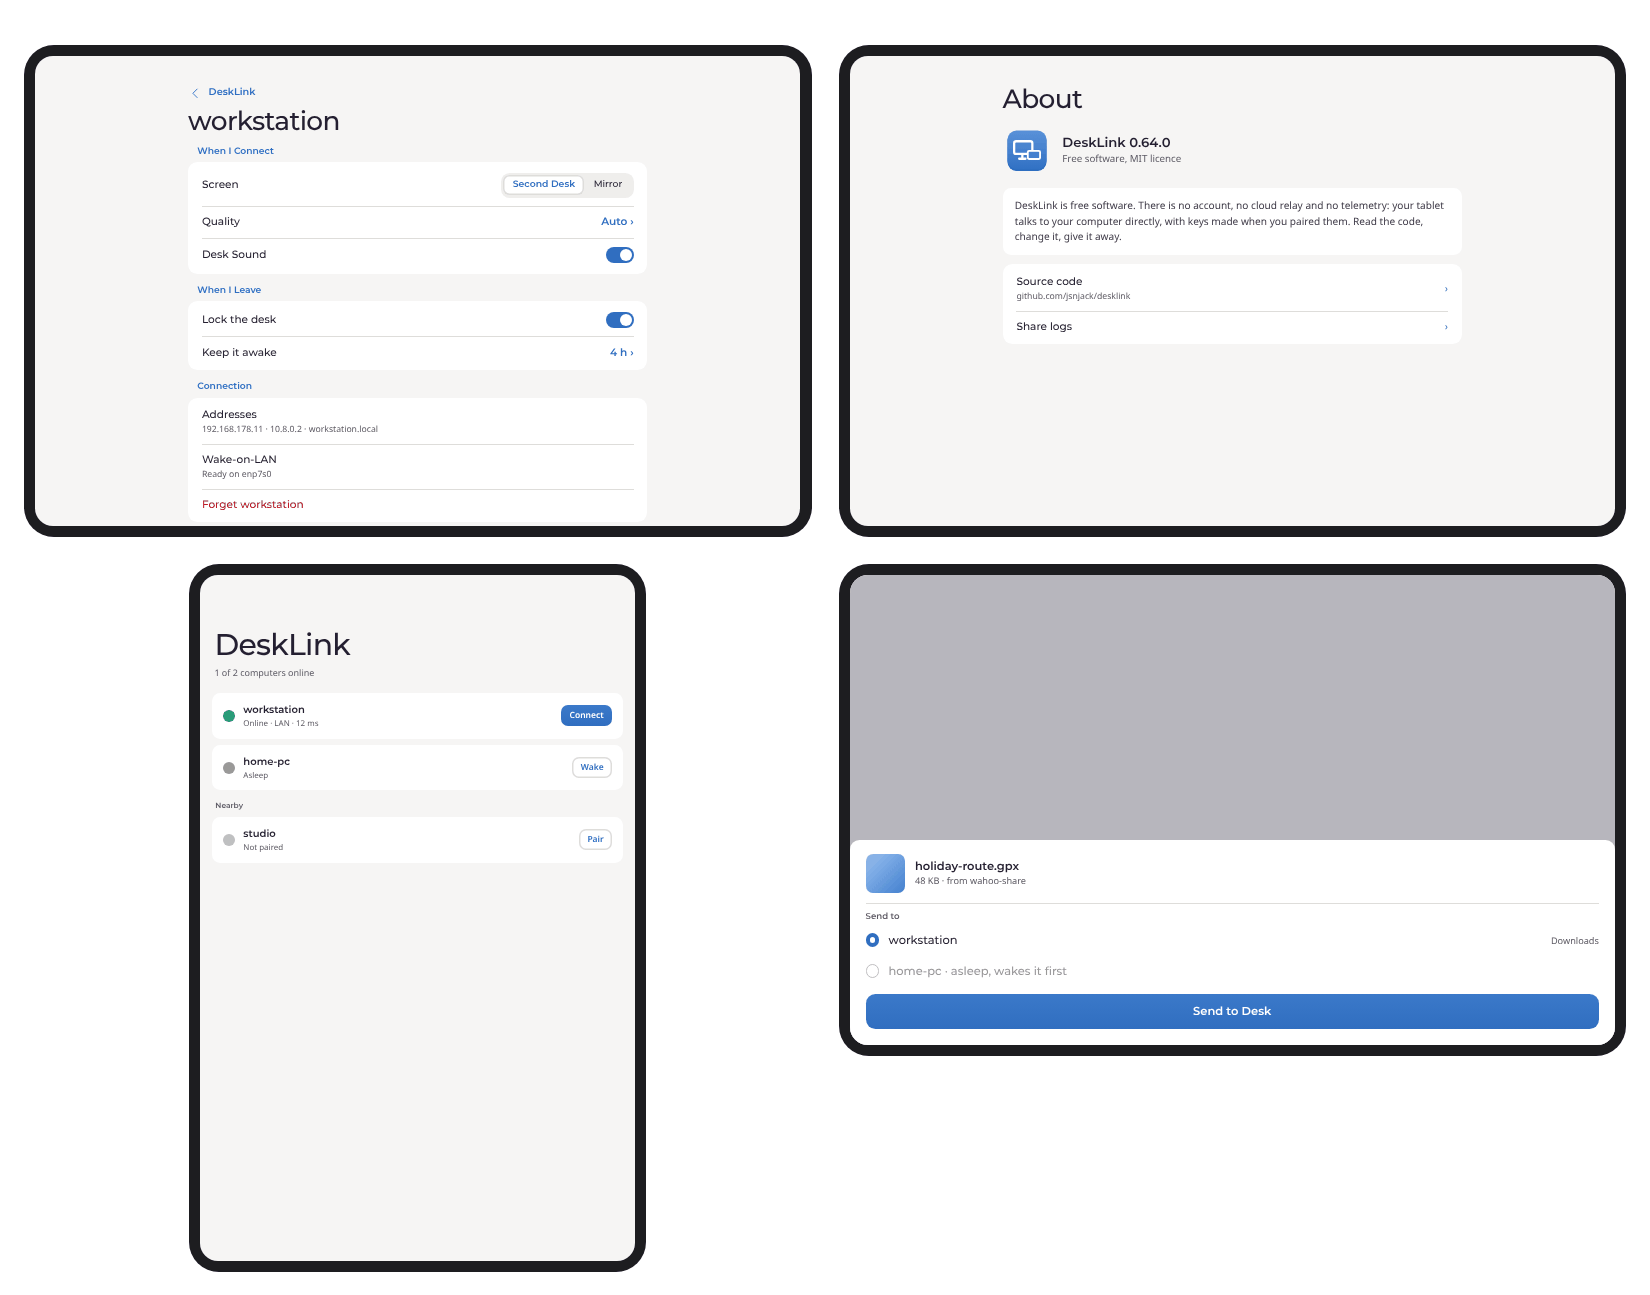 DeskLink
workstation
When I Connect
Screen
Second Desk
Mirror
Quality
Auto ›
Desk Sound
When I Leave
Lock the desk
Keep it awake
4 h ›
Connection
Addresses
192.168.178.11 · 10.8.0.2 · workstation.local
Wake-on-LAN
Ready on enp7s0
Forget workstation
About
DeskLink 0.64.0
Free software, MIT licence
DeskLink is free software. There is no account, no cloud relay and no telemetry: your tablet
talks to your computer directly, with keys made when you paired them. Read the code,
change it, give it away.
Source code
github.com/jsnjack/desklink
›
Share logs
›
DeskLink
1 of 2 computers online
workstation
Online · LAN · 12 ms
Connect
home-pc
Asleep
Wake
Nearby
studio
Not paired
Pair
holiday-route.gpx
48 KB · from wahoo-share
Send to
workstation
Downloads
home-pc · asleep, wakes it first
Send to Desk